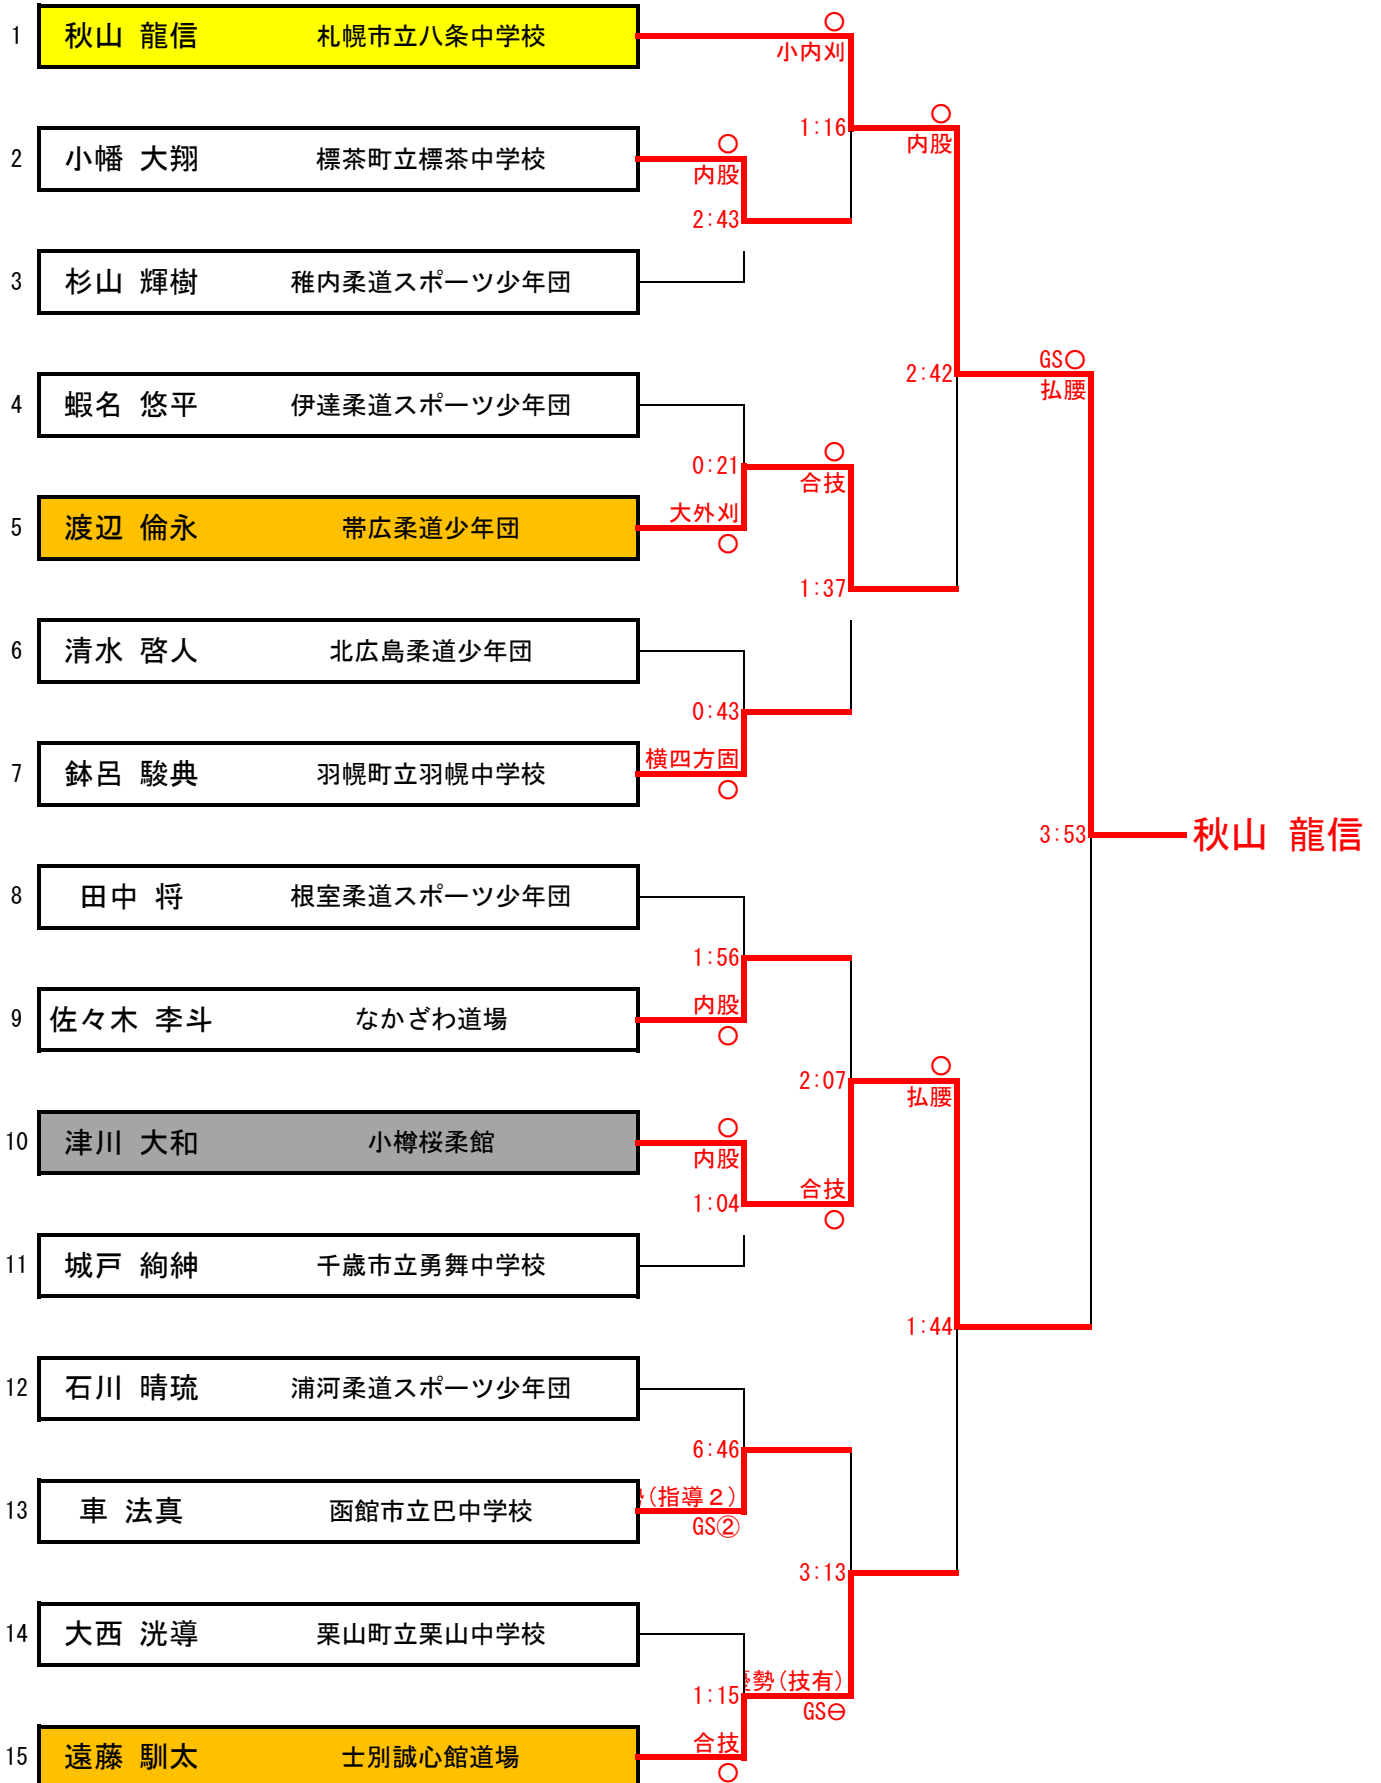 1 秋山 龍信 札幌市立八条中学校
○
小内刈
1:16
○
内股
2 小幡 大翔 標茶町立標茶中学校
○
内股
2:43
3 杉山 輝樹 稚内柔道スポーツ少年団
2:42
GS○
払腰
4 蝦名 悠平 伊達柔道スポーツ少年団
0:21
○
合技
5 渡辺 倫永 帯広柔道少年団
大外刈
○
1:37
6 清水 啓人 北広島柔道少年団
0:43
7 鉢呂 駿典 羽幌町立羽幌中学校
横四方固
○
3:53 秋山 龍信
8 田中 将 根室柔道スポーツ少年団
1:56
9 佐々木 李斗 なかざわ道場
内股
○
2:07
○
払腰
10 津川 大和 小樽桜柔館
○
内股
1:04
合技
○
11 城戸 絢紳 千歳市立勇舞中学校
1:44
12 石川 晴琉 浦河柔道スポーツ少年団
6:46
13 車 法真 函館市立巴中学校
(指導２)
GS②
3:13
14 大西 洸導 栗山町立栗山中学校
1:15
勢(技有)
GS⊖
15 遠藤 馴太 士別誠心館道場
合技
○